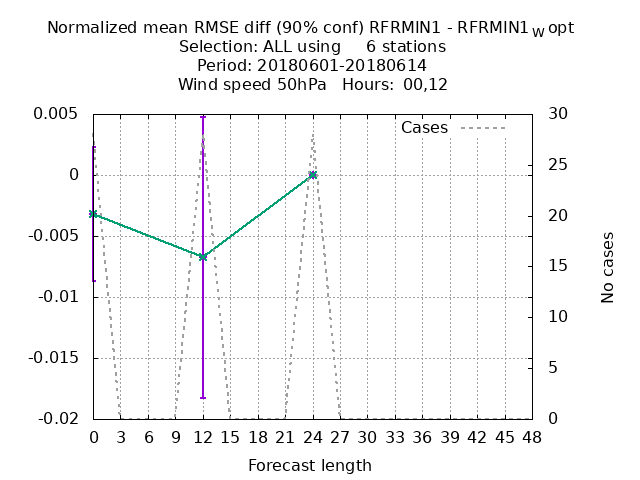 Normalized mean RMSE diff (90% conf) RFRMIN1 - RFRMIN1 W opt
Selection: ALL using 6 stations
Period: 20180601-20180614
Wind speed 50hPa Hours: 00,12
Cases
0.005
0
-0.005
-0.01
-0.015
-0.02
30
25
20
15
10
5
0
No cases
0 3 6 9 12 15 18 21 24 27 30 33 36 39 42 45 48
Forecast length